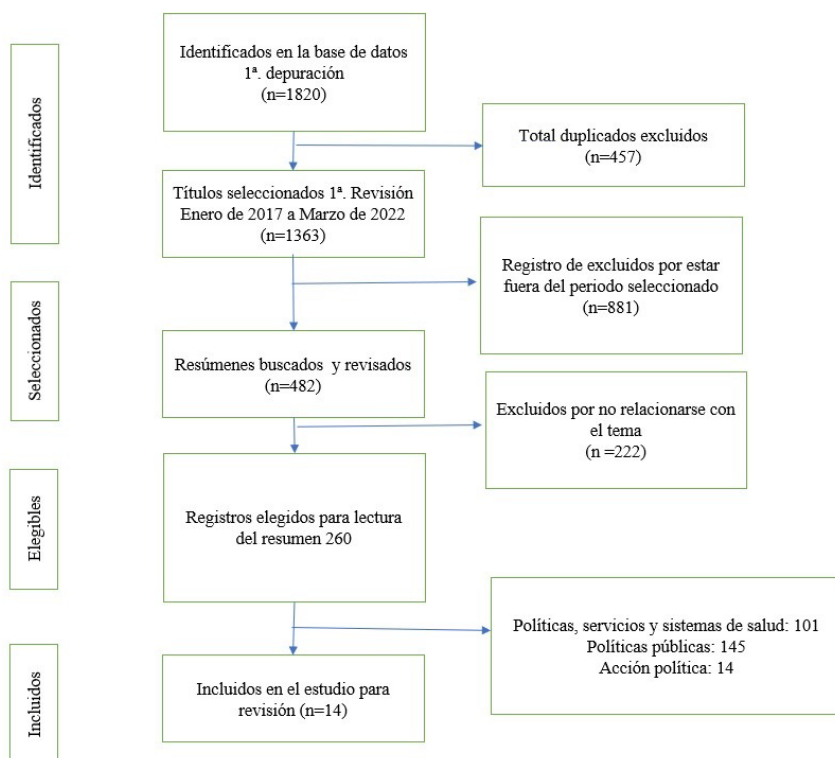 Identificados
Identificados en la base de datos
1ª. depuración
(n=1820)
Total duplicados excluidos
(n=457)
Títulos seleccionados 1ª. Revisión
Enero de 2017 a Marzo de 2022
(n=1363)
Registro de excluidos por estar
fuera del periodo seleccionado
(n=881)
Seleccionados
Resúmenes buscados y revisados
(n=482)
Excluidos por no relacionarse con
el tema
(n =222)
Elegibles
Registros elegidos para lectura
del resumen 260
Políticas, servicios y sistemas de salud: 101
Políticas públicas: 145
Acción política: 14
Incluidos
Incluidos en el estudio para
revisión (n=14)